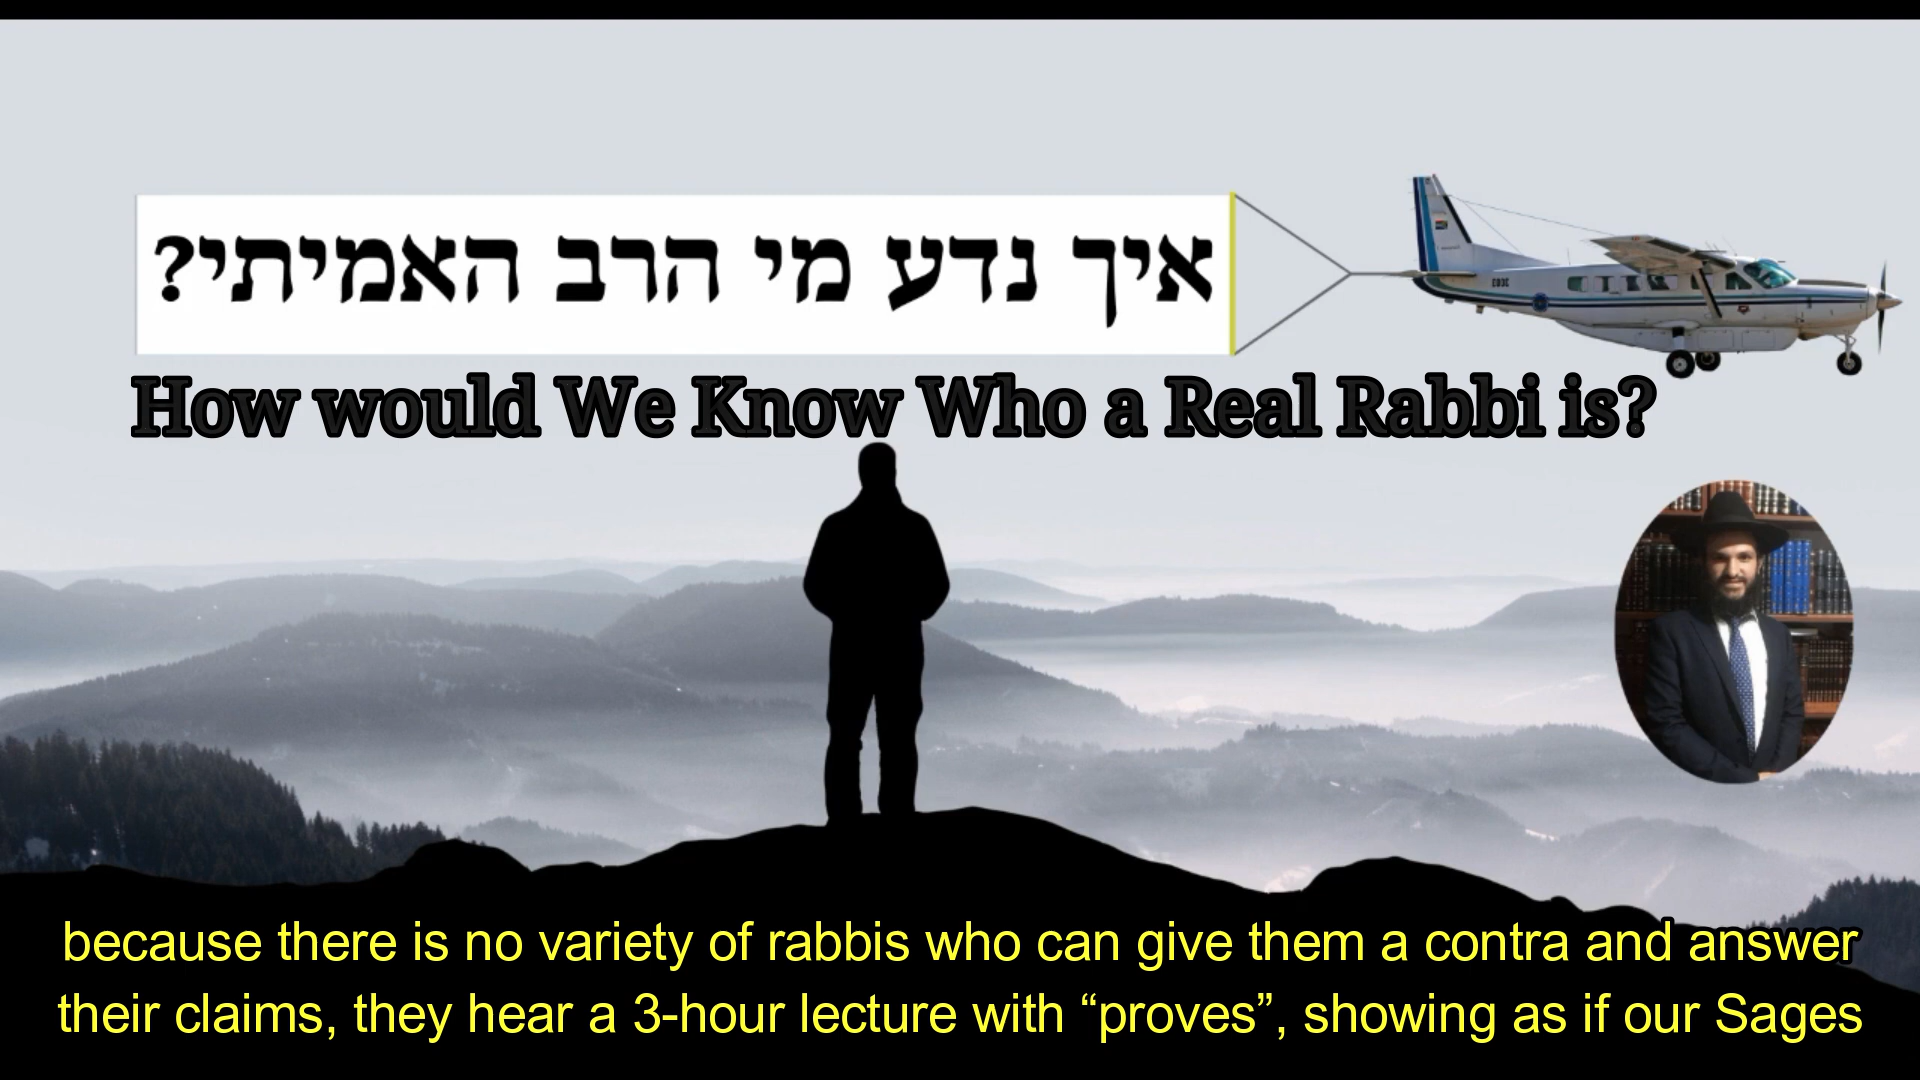 איך נדע מי הרב האמיתי?
How would We Know Who a Real Rabbi is?
because there is no variety of rabbis who can give them a contra and answer
their claims, they hear a 3-hour lecture with “proves”, showing as if our Sages